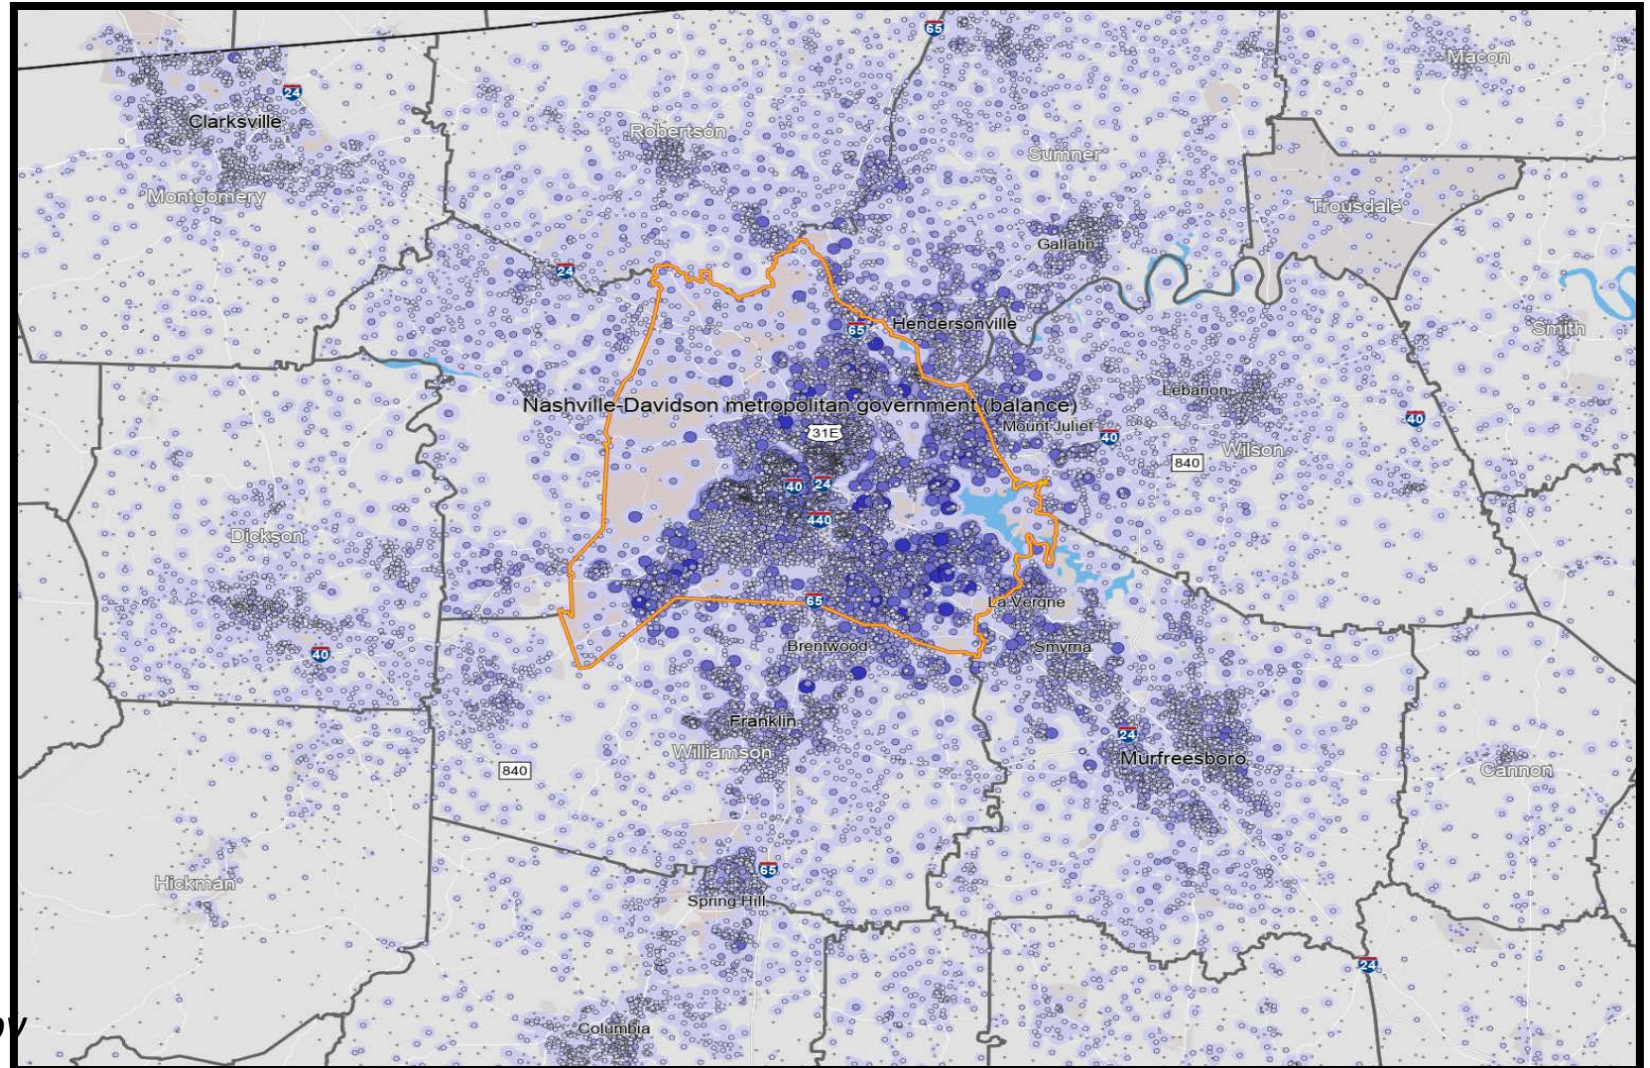 65
Macon
24
Clarksville
Robertson
Sumner
Montgomery
Trousdale
Gallatin
24
Hendersonville
65
Smith
Lebanon
Nashville-Davidson metropolitan government (balance)
40
Mount Juliet
31E
40
Wilson
840
40
24
440
Dickson
65
La Vergne
Brentwood
Smyrna
40
Franklin
24
Williamson
Murfreesboro
840
Cannon
65
Hickman
Spring Hill
24
Columbia